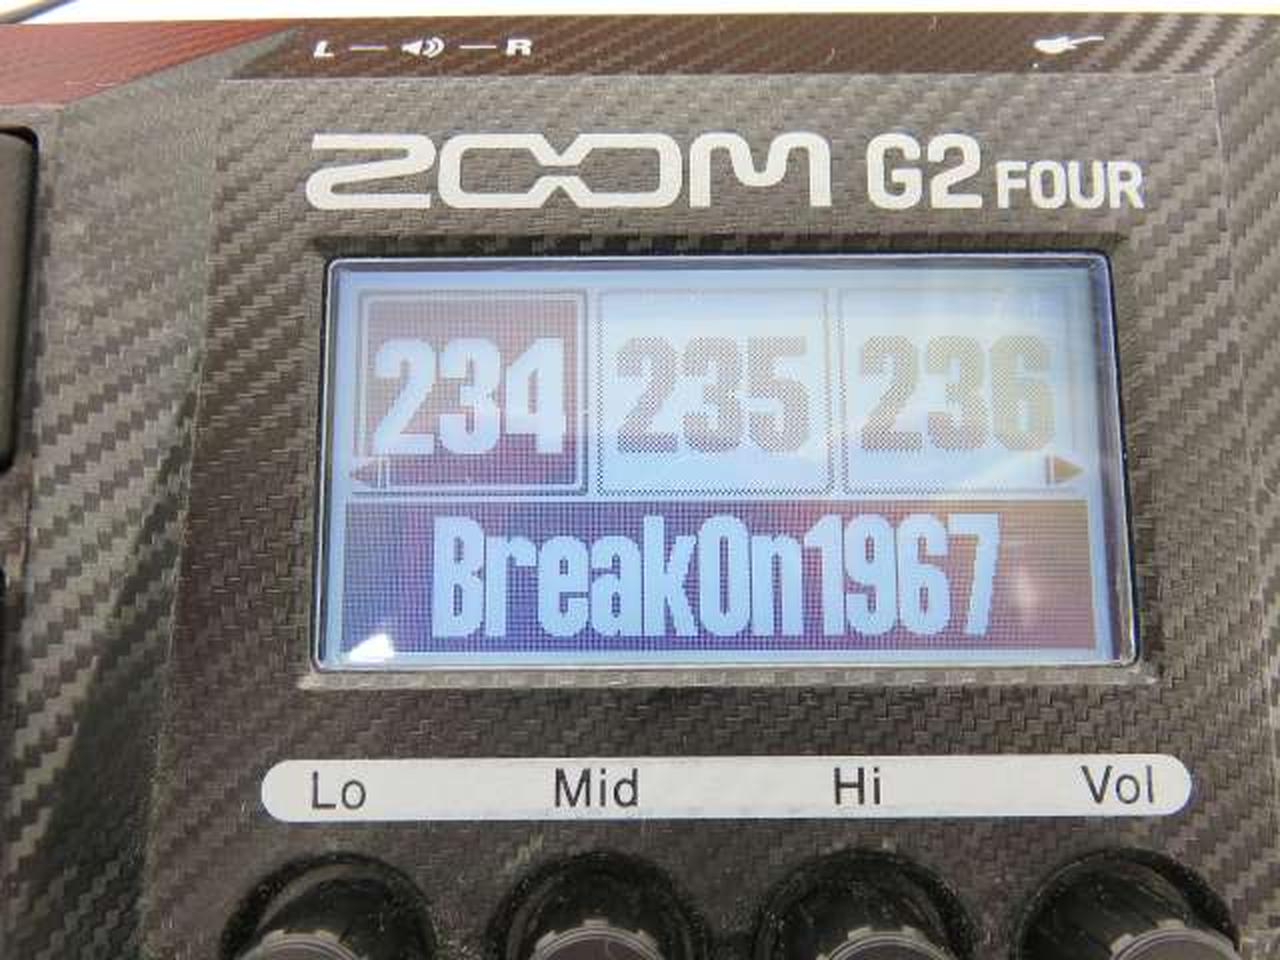 L R
ZOOM G2 FOUR
234 235 236
BreakOn1967
Lo Mid Hi Vol